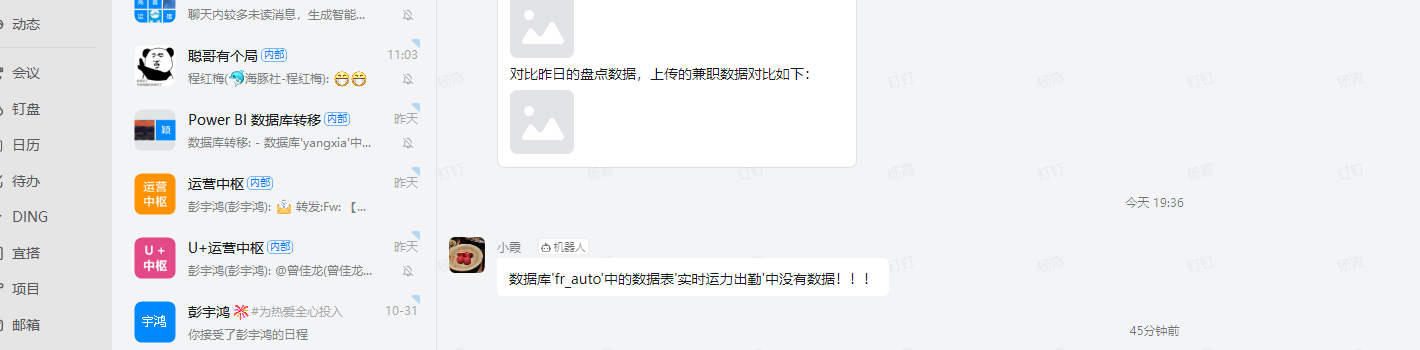 动态
会议
钉盘
日历
待办
DING
宜搭
项目
邮箱
聊天内较多未读消息，生成智能...
聪哥有个局 内部 11:03
程红梅(🐬海豚社-程红梅): 😁😁
Power BI 数据库转移 内部 昨天
数据库转移: - 数据库'yangxia'中...
运营中枢
运营中枢 内部 昨天
彭宇鸿(彭宇鸿): 转发:Fw: 【...
U+中枢
U+运营中枢 内部 昨天
彭宇鸿(彭宇鸿): @曾佳龙(曾佳龙...
宇鸿
彭宇鸿 #为热爱全心投入 10-31
你接受了彭宇鸿的日程
对比昨日的盘点数据，上传的兼职数据对比如下：
今天 19:36
小霞 机器人
数据库'fr_auto'中的数据表'实时运力出勤'中没有数据！！！
45分钟前
钉钉
杨霞